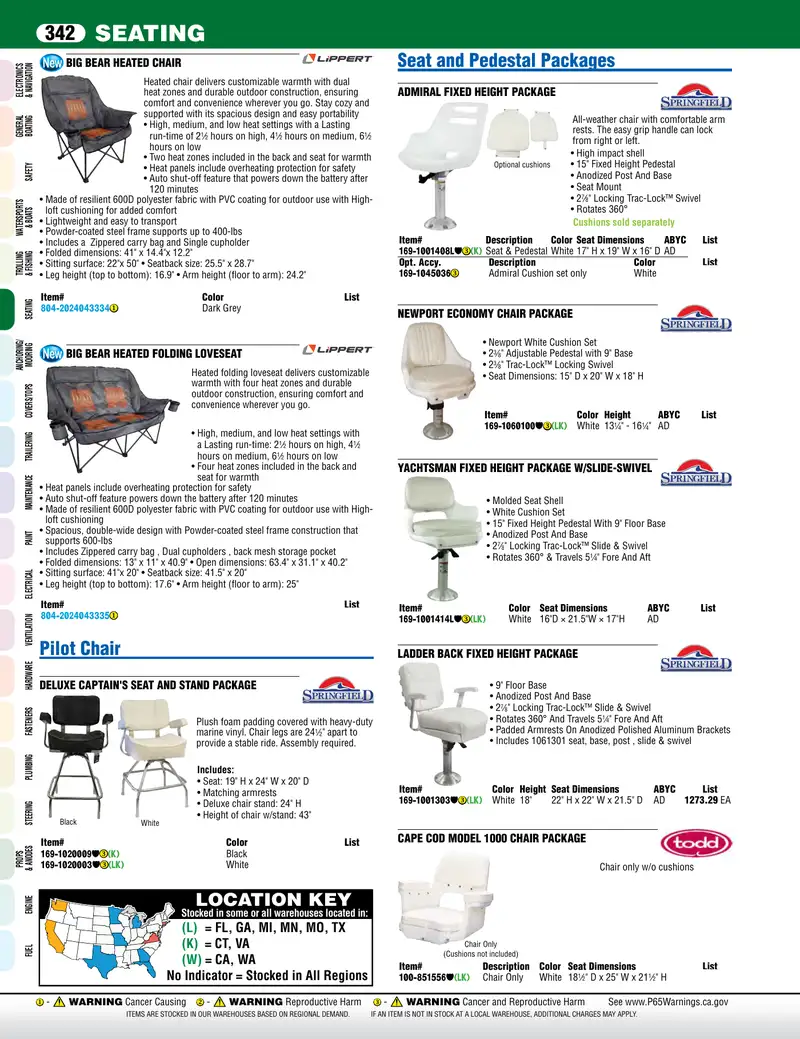 342 SEATING
ELECTRONICS & NAVIGATION
GENERAL BOATING
SAFETY
WATERSPORTS & BOATS
TROLLING & FISHING
SEATING
ANCHORING/ MOORING
COVERS/TOPS
TRAILERING
MAINTENANCE
PAINT
ELECTRICAL
VENTILATION
HARDWARE
FASTENERS
PLUMBING
STEERING
PROPS & ANODES
ENGINE
FUEL
New BIG BEAR HEATED CHAIR
LiPPERT
Heated chair delivers customizable warmth with dual
heat zones and durable outdoor construction, ensuring
comfort and convenience wherever you go. Stay cozy and
supported with its spacious design and easy portability
• High, medium, and low heat settings with a Lasting
run-time of 2½ hours on high, 4½ hours on medium, 6½
hours on low
• Two heat zones included in the back and seat for warmth
• Heat panels include overheating protection for safety
• Auto shut-off feature that powers down the battery after
120 minutes
• Made of resilient 600D polyester fabric with PVC coating for outdoor use with High-
loft cushioning for added comfort
• Lightweight and easy to transport
• Powder-coated steel frame supports up to 400-lbs
• Includes a Zippered carry bag and Single cupholder
• Folded dimensions: 41" x 14.4"x 12.2"
• Sitting surface: 22"x 50" • Seatback size: 25.5" x 28.7"
• Leg height (top to bottom): 16.9" • Arm height (floor to arm): 24.2"
Item# Color List
804-2024043334① Dark Grey
New BIG BEAR HEATED FOLDING LOVESEAT
LiPPERT
Heated folding loveseat delivers customizable
warmth with four heat zones and durable
outdoor construction, ensuring comfort and
convenience wherever you go.
• High, medium, and low heat settings with
a Lasting run-time: 2½ hours on high, 4½
hours on medium, 6½ hours on low
• Four heat zones included in the back and
seat for warmth
• Heat panels include overheating protection for safety
• Auto shut-off feature powers down the battery after 120 minutes
• Made of resilient 600D polyester fabric with PVC coating for outdoor use with High-
loft cushioning
• Spacious, double-wide design with Powder-coated steel frame construction that
supports 600-lbs
• Includes Zippered carry bag , Dual cupholders , back mesh storage pocket
• Folded dimensions: 13" x 11" x 40.9" • Open dimensions: 63.4" x 31.1" x 40.2"
• Sitting surface: 41"x 20" • Seatback size: 41.5" x 20"
• Leg height (top to bottom): 17.6" • Arm height (floor to arm): 25"
Item# List
804-2024043335①
Pilot Chair
DELUXE CAPTAIN'S SEAT AND STAND PACKAGE
SPRINGFIELD
Plush foam padding covered with heavy-duty
marine vinyl. Chair legs are 24½" apart to
provide a stable ride. Assembly required.
Includes:
• Seat: 19" H x 24" W x 20" D
• Matching armrests
• Deluxe chair stand: 24" H
• Height of chair w/stand: 43"
Black White
Item# Color List
169-1020009③(K) Black
169-1020003③(LK) White
LOCATION KEY
Stocked in some or all warehouses located in:
(L) = FL, GA, MI, MN, MO, TX
(K) = CT, VA
(W) = CA, WA
No Indicator = Stocked in All Regions
Seat and Pedestal Packages
ADMIRAL FIXED HEIGHT PACKAGE
SPRINGFIELD
Optional cushions
All-weather chair with comfortable arm
rests. The easy grip handle can lock
from right or left.
• High impact shell
• 15" Fixed Height Pedestal
• Anodized Post And Base
• Seat Mount
• 2⅞" Locking Trac-Lock™ Swivel
• Rotates 360°
Cushions sold separately
Item# Description Color Seat Dimensions ABYC List
169-1001408L③(K) Seat & Pedestal White 17" H x 19" W x 16" D AD
Opt. Accy. Description Color List
169-1045036③ Admiral Cushion set only White
NEWPORT ECONOMY CHAIR PACKAGE
SPRINGFIELD
• Newport White Cushion Set
• 2⅜" Adjustable Pedestal with 9" Base
• 2⅜" Trac-Lock™ Locking Swivel
• Seat Dimensions: 15" D x 20" W x 18" H
Item# Color Height ABYC List
169-1060100③(LK) White 13¼" - 16¼" AD
YACHTSMAN FIXED HEIGHT PACKAGE W/SLIDE-SWIVEL
SPRINGFIELD
• Molded Seat Shell
• White Cushion Set
• 15" Fixed Height Pedestal With 9" Floor Base
• Anodized Post And Base
• 2⅞" Locking Trac-Lock™ Slide & Swivel
• Rotates 360° & Travels 5¼" Fore And Aft
Item# Color Seat Dimensions ABYC List
169-1001414L③(LK) White 16"D × 21.5"W × 17"H AD
LADDER BACK FIXED HEIGHT PACKAGE
SPRINGFIELD
• 9" Floor Base
• Anodized Post And Base
• 2⅞" Locking Trac-Lock™ Slide & Swivel
• Rotates 360° And Travels 5¼" Fore And Aft
• Padded Armrests On Anodized Polished Aluminum Brackets
• Includes 1061301 seat, base, post , slide & swivel
Item# Color Height Seat Dimensions ABYC List
169-1001303③(LK) White 18" 22" H x 22" W x 21.5" D AD 1273.29 EA
CAPE COD MODEL 1000 CHAIR PACKAGE
todd
Chair only w/o cushions
Chair Only
(Cushions not included)
Item# Description Color Seat Dimensions List
100-851556(LK) Chair Only White 18½" D x 25" W x 21½" H
① - WARNING Cancer Causing ② - WARNING Reproductive Harm ③ - WARNING Cancer and Reproductive Harm See www.P65Warnings.ca.gov
ITEMS ARE STOCKED IN OUR WAREHOUSES BASED ON REGIONAL DEMAND. IF AN ITEM IS NOT IN STOCK AT A LOCAL WAREHOUSE, ADDITIONAL CHARGES MAY APPLY.